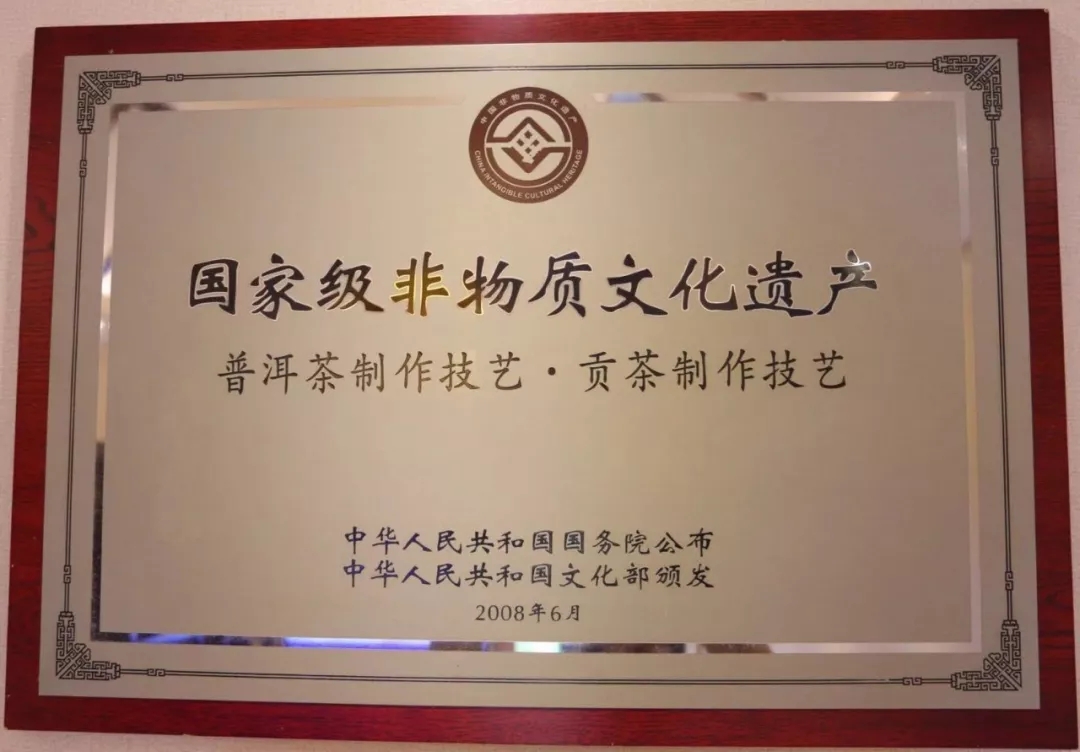 中国非物质文化遗产
CHINA INTANGIBLE CULTURAL HERITAGE
国家级非物质文化遗产
普洱茶制作技艺·贡茶制作技艺
中华人民共和国国务院公布
中华人民共和国文化部颁发
2008年6月